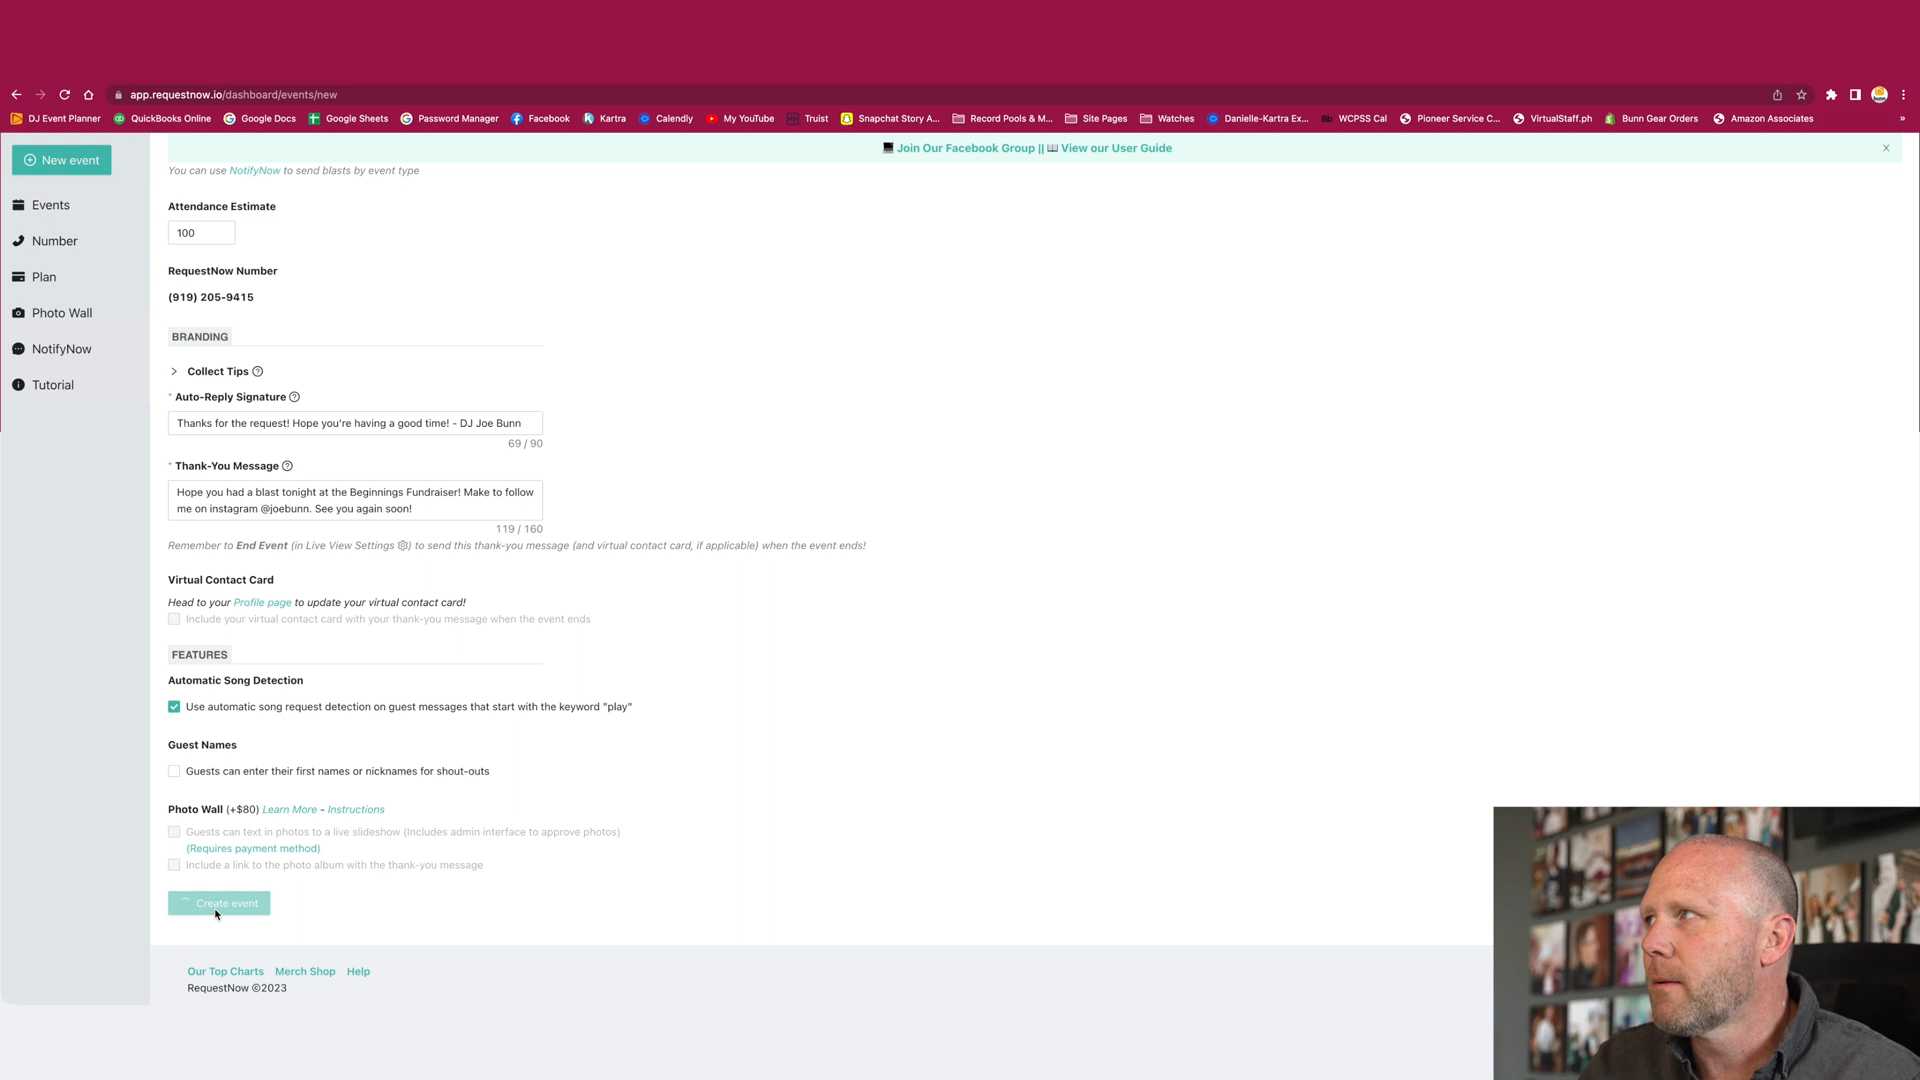 app.requestnow.io/dashboard/events/new
DJ Event Planner QuickBooks Online Google Docs Google Sheets Password Manager Facebook Kartra Calendly My YouTube Truist Snapchat Story A... Record Pools & M... Site Pages Watches Danielle-Kartra Ex... Bb WCPSS Cal Pioneer Service C... VirtualStaff.ph Bunn Gear Orders Amazon Associates »
New event
Join Our Facebook Group || View our User Guide
You can use NotifyNow to send blasts by event type
Events
Number
Plan
Photo Wall
NotifyNow
Tutorial
Attendance Estimate
100
RequestNow Number
(919) 205-9415
BRANDING
Collect Tips
* Auto-Reply Signature
Thanks for the request! Hope you're having a good time! - DJ Joe Bunn
69 / 90
* Thank-You Message
Hope you had a blast tonight at the Beginnings Fundraiser! Make to follow
me on instagram @joebunn. See you again soon!
119 / 160
Remember to End Event (in Live View Settings ) to send this thank-you message (and virtual contact card, if applicable) when the event ends!
Virtual Contact Card
Head to your Profile page to update your virtual contact card!
Include your virtual contact card with your thank-you message when the event ends
FEATURES
Automatic Song Detection
Use automatic song request detection on guest messages that start with the keyword "play"
Guest Names
Guests can enter their first names or nicknames for shout-outs
Photo Wall (+$80) Learn More - Instructions
Guests can text in photos to a live slideshow (Includes admin interface to approve photos)
(Requires payment method)
Include a link to the photo album with the thank-you message
Create event
Our Top Charts Merch Shop Help
RequestNow ©2023